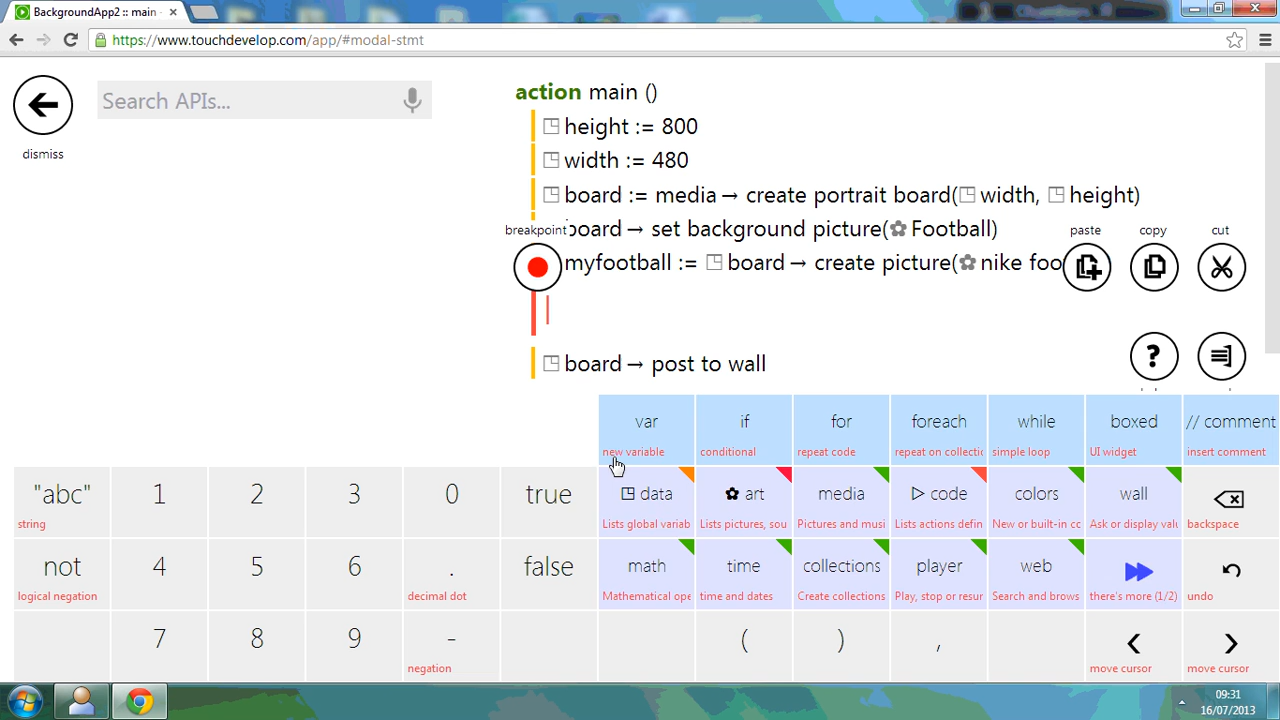 BackgroundApp2 :: main
https://www.touchdevelop.com/app/#modal-stmt
Search APIs...
dismiss
action main ()
height := 800
width := 480
board := media → create portrait board(width, height)
board → set background picture(Football)
myfootball := board → create picture(nike foo
board → post to wall
breakpoint
paste
copy
cut
?
var
new variable
if
conditional
for
repeat code
foreach
repeat on collectic
while
simple loop
boxed
UI widget
// comment
insert comment
"abc"
string
1
2
3
0
true
data
Lists global variab
art
Lists pictures, sou
media
Pictures and musi
code
Lists actions defin
colors
New or built-in cc
wall
Ask or display valu
backspace
not
logical negation
4
5
6
.
decimal dot
false
math
Mathematical ope
time
time and dates
collections
Create collections
player
Play, stop or resur
web
Search and brows
there's more (1/2)
undo
7
8
9
-
negation
(
)
,
move cursor
move cursor
09:31
16/07/2013